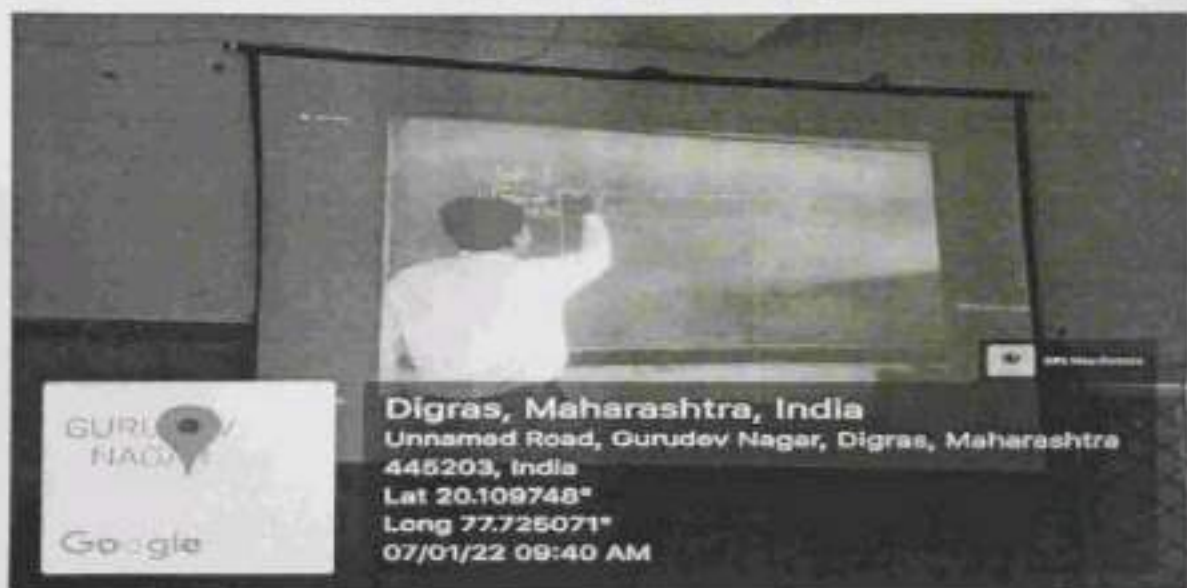 Digras, Maharashtra, India
Unnamed Road, Gurudev Nagar, Digras, Maharashtra
445203, India
Lat 20.109748°
Long 77.725071°
07/01/22 09:40 AM
NAGAR
Google